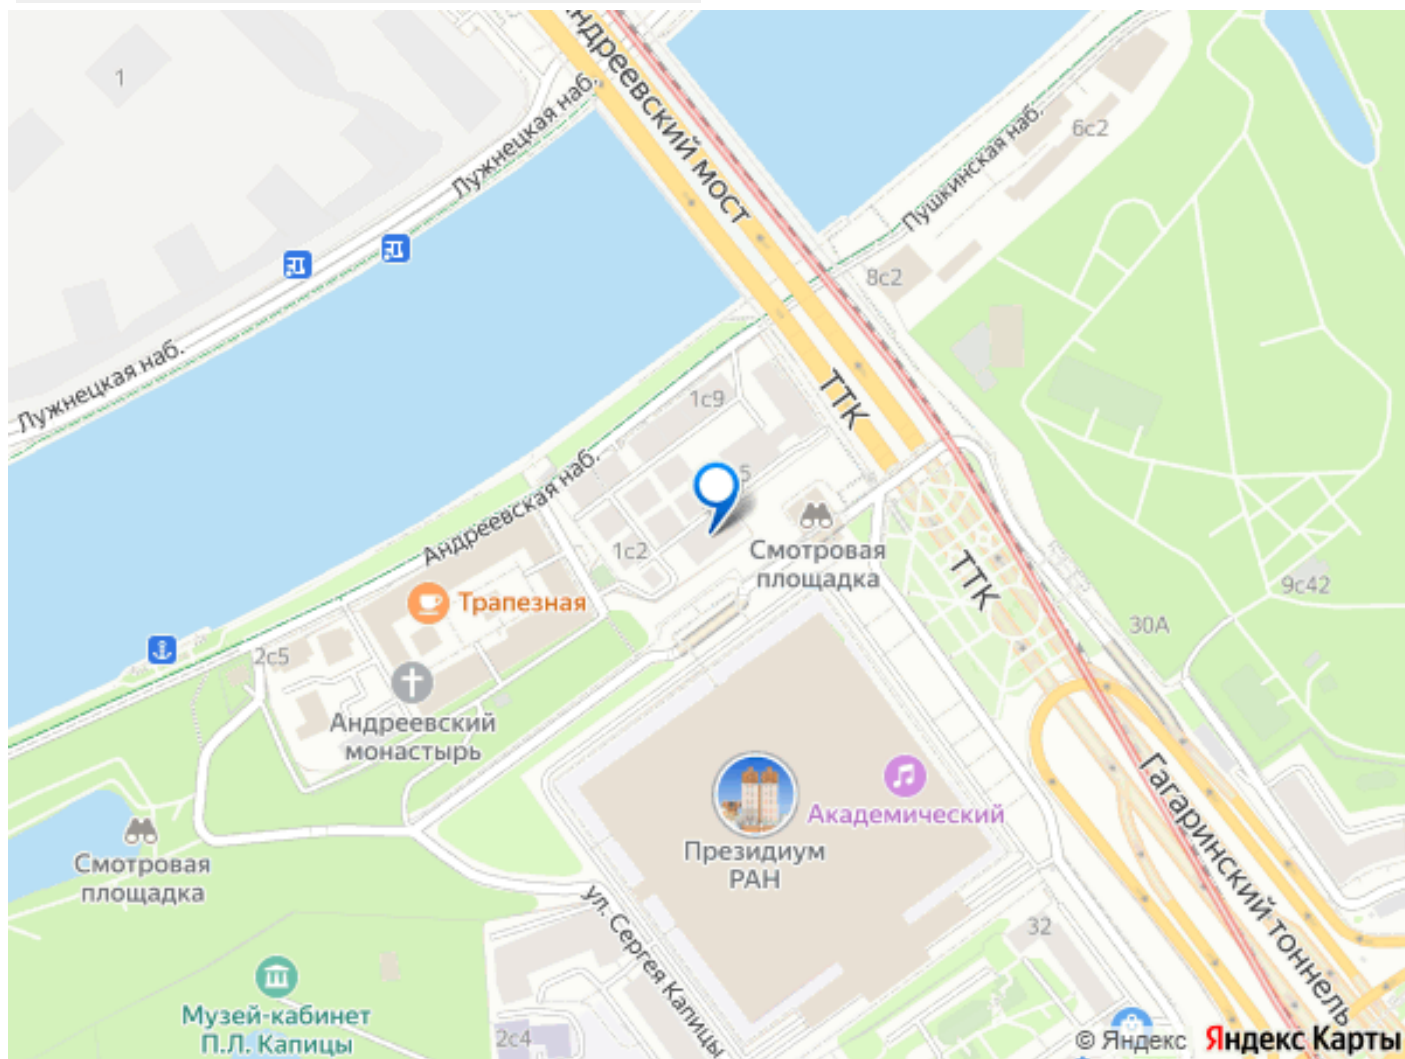 1
Лужнецкая наб.
Андреевский мост
6с2
Пушкинская наб.
8с2
Лужнецкая наб.
1с9
ТТК
5
Андреевская наб.
1с2
Смотровая
площадка
ТТК
9с42
Трапезная
30А
2с5
Андреевский
монастырь
Гагаринский тоннель
Академический
Смотровая
площадка
Президиум
РАН
ул. Сергея Капицы
32
Музей-кабинет
П.Л. Капицы
2с4
© Яндекс Яндекс Карты